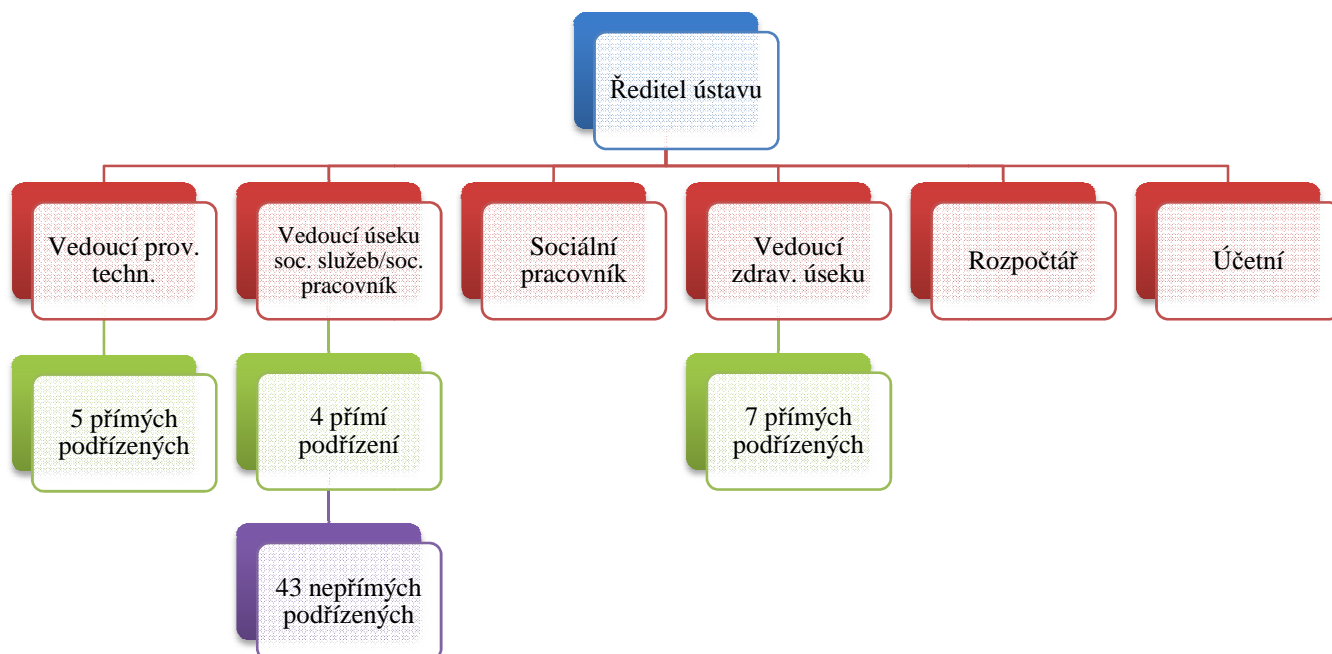 Ředitel ústavu
Vedoucí prov.
techn.
Vedoucí úseku
soc. služeb/soc.
pracovník
Sociální
pracovník
Vedoucí
zdrav. úseku
Rozpočtář
Účetní
5 přímých
podřízených
4 přímí
podřízení
7 přímých
podřízených
43 nepřímých
podřízených